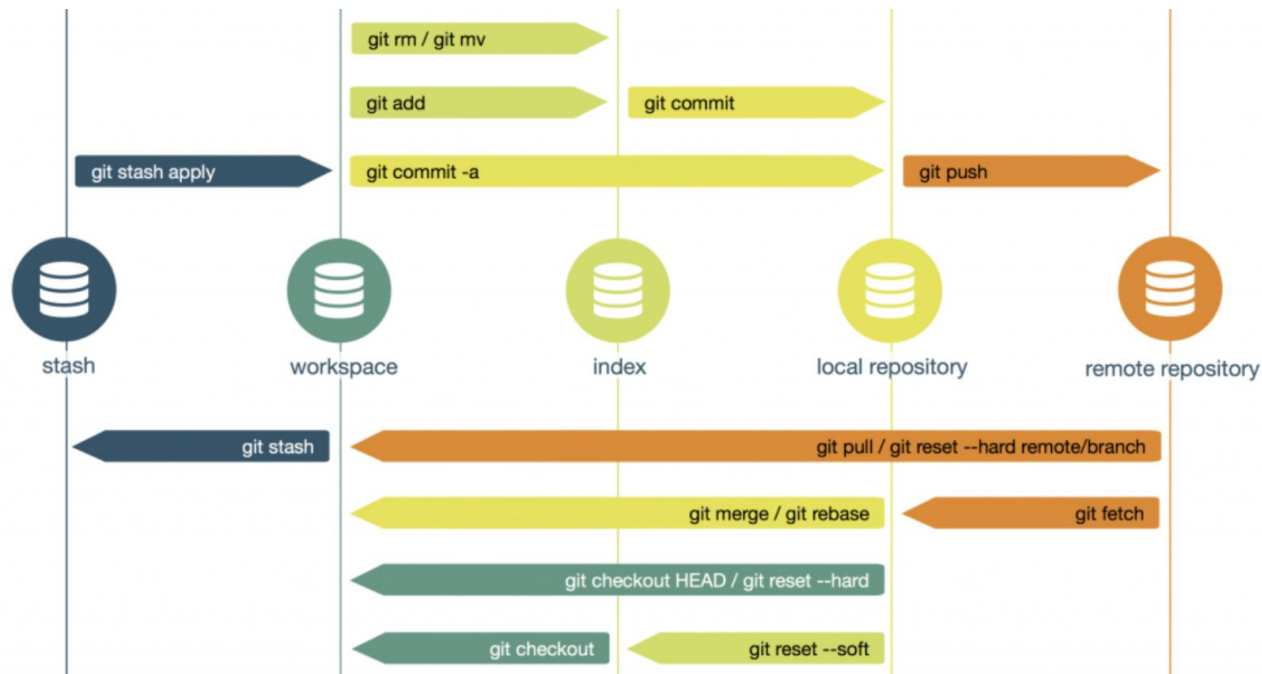 git rm / git mv
git add
git commit
git stash apply
git commit -a
git push
stash
workspace
index
local repository
remote repository
git stash
git pull / git reset --hard remote/branch
git merge / git rebase
git fetch
git checkout HEAD / git reset --hard
git checkout
git reset --soft